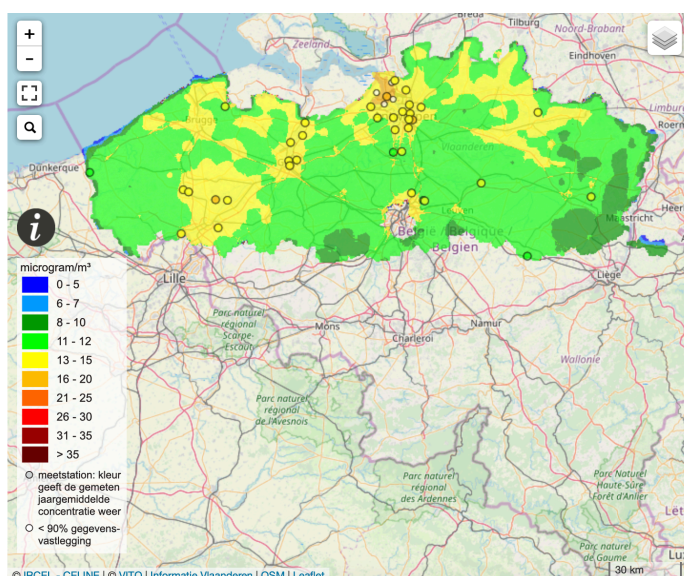 +
−
i
Zeeland
Breda
Tilburg
Noord-Brabant
Eindhoven
Limburg
Roermond
Brugge
Vlaanderen
Dunkerque
Leuven
België / Belgique /
Belgien
Maastricht
Heer
Lille
Liège
Parc naturel
régional
Scarpe-
Escaut
Mons
Charleroi
Namur
Wallonie
Parc naturel
régional
de l'Avesnois
Parc naturel
régional
des Ardennes
Parc Naturel
Haute-Sûre
Forêt d'Anlier
Parc naturel
de Gaume
microgram/m³
0 - 5
6 - 7
8 - 10
11 - 12
13 - 15
16 - 20
21 - 25
26 - 30
31 - 35
> 35
meetstation: kleur
geeft de gemeten
jaargemiddelde
concentratie weer
< 90% gegevens-
vastlegging
30 km
© IRCEL - CELINE | © VITO | Informatie Vlaanderen | OSM | Leaflet